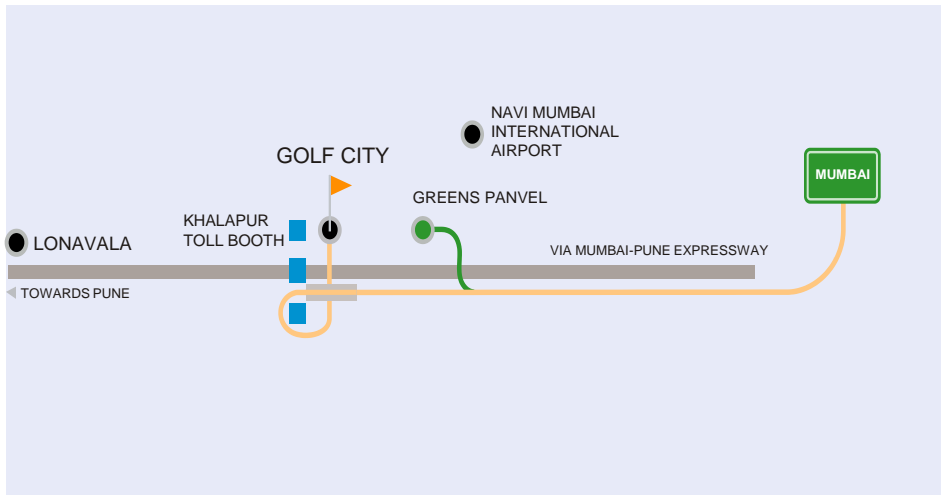 NAVI MUMBAI
INTERNATIONAL
AIRPORT
GOLF CITY
MUMBAI
GREENS PANVEL
KHALAPUR
TOLL BOOTH
LONAVALA
VIA MUMBAI-PUNE EXPRESSWAY
TOWARDS PUNE